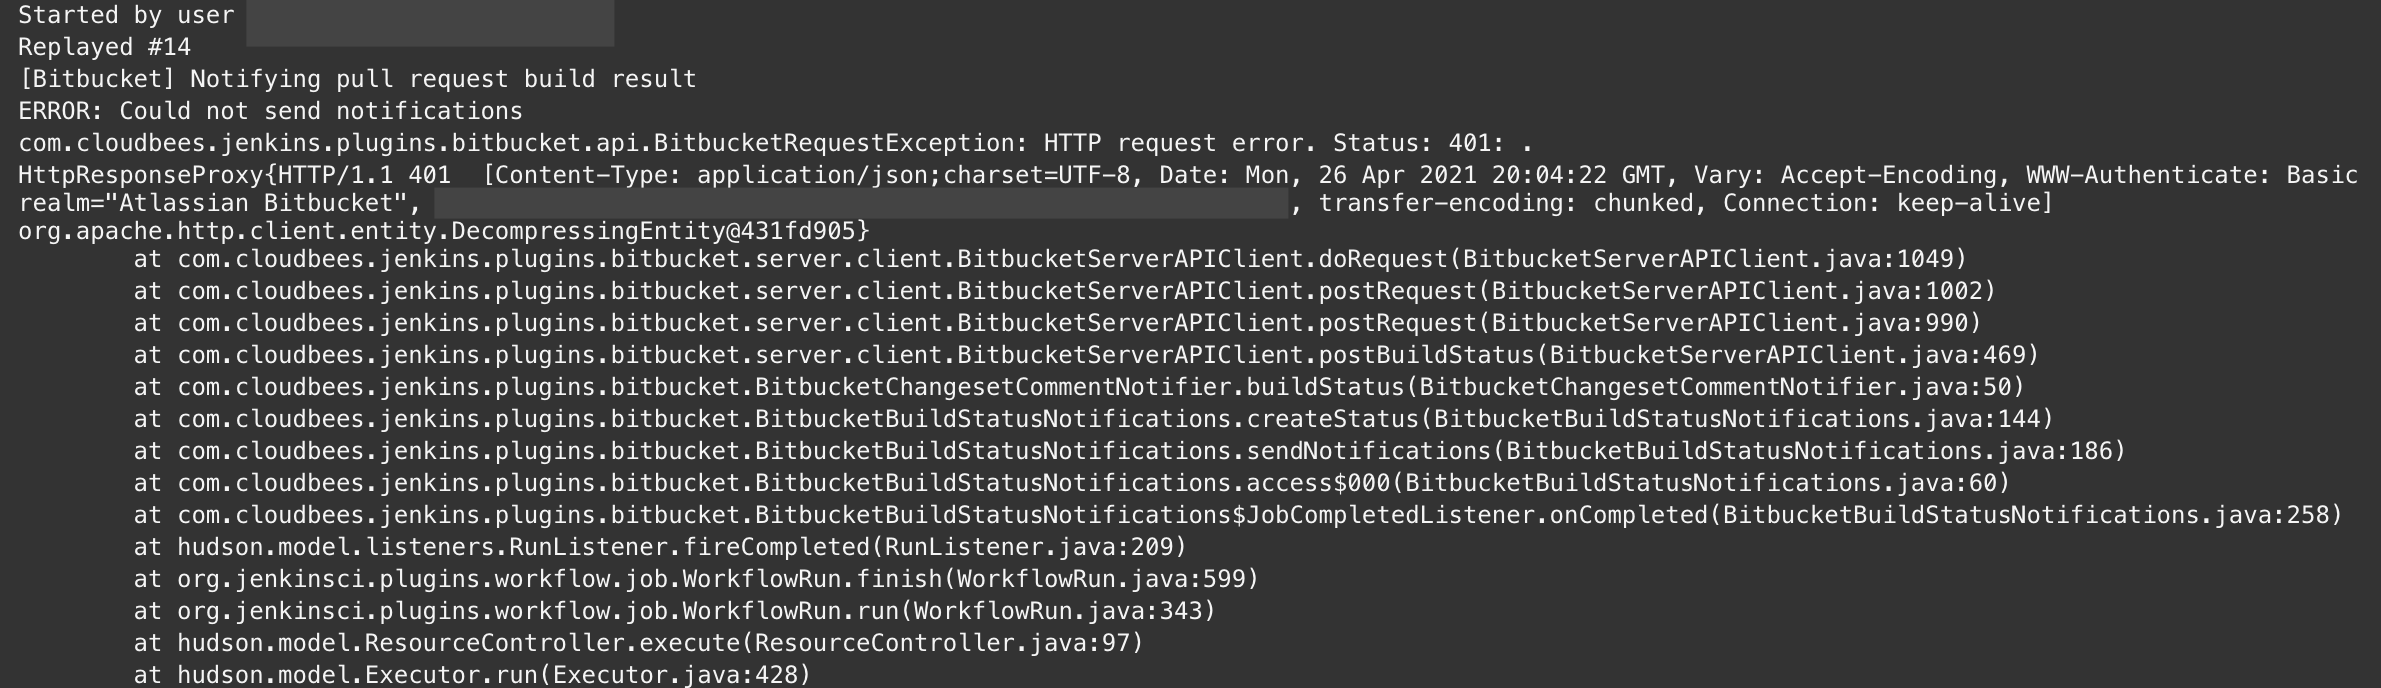 Started by user
Replayed #14
[Bitbucket] Notifying pull request build result
ERROR: Could not send notifications
com.cloudbees.jenkins.plugins.bitbucket.api.BitbucketRequestException: HTTP request error. Status: 401: .
HttpResponseProxy{HTTP/1.1 401  [Content-Type: application/json;charset=UTF-8, Date: Mon, 26 Apr 2021 20:04:22 GMT, Vary: Accept-Encoding, WWW-Authenticate: Basic
realm="Atlassian Bitbucket", , transfer-encoding: chunked, Connection: keep-alive]
org.apache.http.client.entity.DecompressingEntity@431fd905}
at com.cloudbees.jenkins.plugins.bitbucket.server.client.BitbucketServerAPIClient.doRequest(BitbucketServerAPIClient.java:1049)
at com.cloudbees.jenkins.plugins.bitbucket.server.client.BitbucketServerAPIClient.postRequest(BitbucketServerAPIClient.java:1002)
at com.cloudbees.jenkins.plugins.bitbucket.server.client.BitbucketServerAPIClient.postRequest(BitbucketServerAPIClient.java:990)
at com.cloudbees.jenkins.plugins.bitbucket.server.client.BitbucketServerAPIClient.postBuildStatus(BitbucketServerAPIClient.java:469)
at com.cloudbees.jenkins.plugins.bitbucket.BitbucketChangesetCommentNotifier.buildStatus(BitbucketChangesetCommentNotifier.java:50)
at com.cloudbees.jenkins.plugins.bitbucket.BitbucketBuildStatusNotifications.createStatus(BitbucketBuildStatusNotifications.java:144)
at com.cloudbees.jenkins.plugins.bitbucket.BitbucketBuildStatusNotifications.sendNotifications(BitbucketBuildStatusNotifications.java:186)
at com.cloudbees.jenkins.plugins.bitbucket.BitbucketBuildStatusNotifications.access$000(BitbucketBuildStatusNotifications.java:60)
at com.cloudbees.jenkins.plugins.bitbucket.BitbucketBuildStatusNotifications$JobCompletedListener.onCompleted(BitbucketBuildStatusNotifications.java:258)
at hudson.model.listeners.RunListener.fireCompleted(RunListener.java:209)
at org.jenkinsci.plugins.workflow.job.WorkflowRun.finish(WorkflowRun.java:599)
at org.jenkinsci.plugins.workflow.job.WorkflowRun.run(WorkflowRun.java:343)
at hudson.model.ResourceController.execute(ResourceController.java:97)
at hudson.model.Executor.run(Executor.java:428)